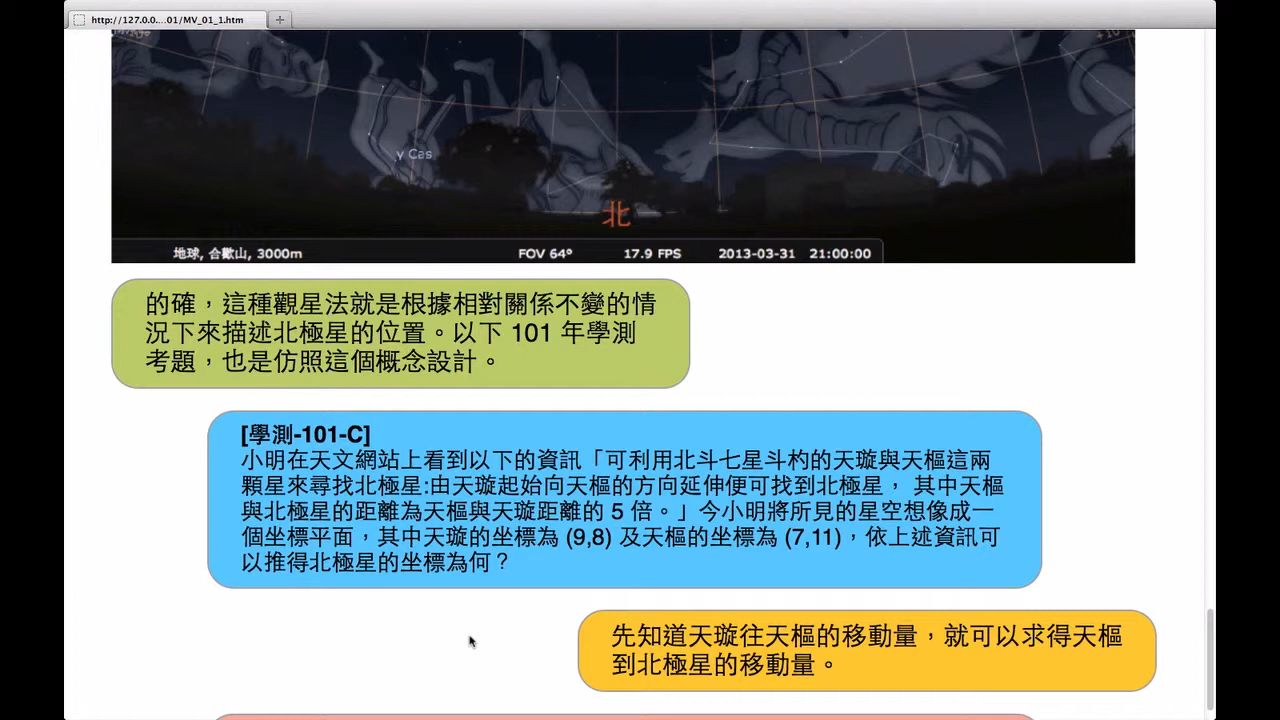 http://127.0.0....01/MV_01_1.htm
γ Cas
北
地球, 合歡山, 3000m
FOV 64°
17.9 FPS
2013-03-31 21:00:00
的確，這種觀星法就是根據相對關係不變的情
況下來描述北極星的位置。以下 101 年學測
考題，也是仿照這個概念設計。
[學測-101-C]
小明在天文網站上看到以下的資訊「可利用北斗七星斗杓的天璇與天樞這兩
顆星來尋找北極星:由天璇起始向天樞的方向延伸便可找到北極星， 其中天樞
與北極星的距離為天樞與天璇距離的 5 倍。」今小明將所見的星空想像成一
個坐標平面，其中天璇的坐標為 (9,8) 及天樞的坐標為 (7,11)，依上述資訊可
以推得北極星的坐標為何？
先知道天璇往天樞的移動量，就可以求得天樞
到北極星的移動量。